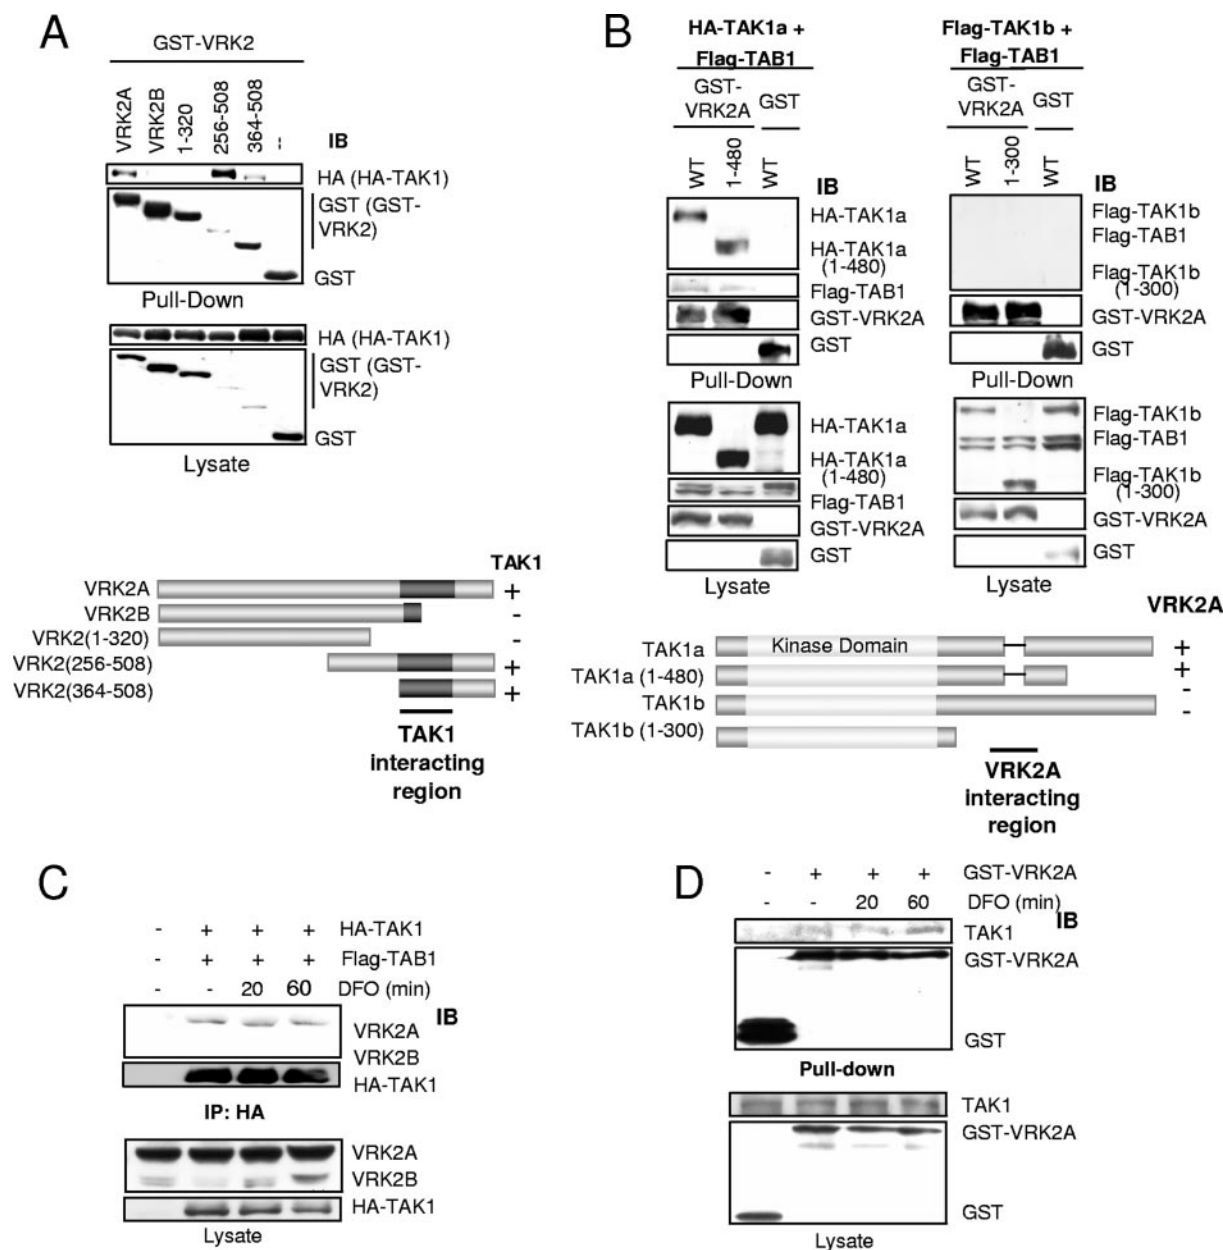 A
GST-VRK2
VRK2A
VRK2B
1-320
256-508
364-508
--
IB
HA (HA-TAK1)
GST (GST-
VRK2)
GST
Pull-Down
HA (HA-TAK1)
GST (GST-
VRK2)
GST
Lysate
TAK1
VRK2A +
VRK2B -
VRK2(1-320) -
VRK2(256-508) +
VRK2(364-508) +
TAK1
interacting
region
B
HA-TAK1a +
Flag-TAB1
GST-
VRK2A
GST
WT
1-480
WT
IB
HA-TAK1a
HA-TAK1a
(1-480)
Flag-TAB1
GST-VRK2A
GST
Pull-Down
HA-TAK1a
HA-TAK1a
(1-480)
Flag-TAB1
GST-VRK2A
GST
Lysate
Flag-TAK1b +
Flag-TAB1
GST-
VRK2A
GST
WT
1-300
WT
IB
Flag-TAK1b
Flag-TAB1
Flag-TAK1b
(1-300)
GST-VRK2A
GST
Pull-Down
Flag-TAK1b
Flag-TAB1
Flag-TAK1b
(1-300)
GST-VRK2A
GST
Lysate
VRK2A
TAK1a Kinase Domain +
TAK1a (1-480) +
-
TAK1b -
TAK1b (1-300)
VRK2A
interacting
region
C
- + + + HA-TAK1
- + + + Flag-TAB1
- - 20 60 DFO (min)
IB
VRK2A
VRK2B
HA-TAK1
IP: HA
VRK2A
VRK2B
HA-TAK1
Lysate
D
- + + + GST-VRK2A
- - 20 60 DFO (min)
IB
TAK1
GST-VRK2A
GST
Pull-down
TAK1
GST-VRK2A
GST
Lysate